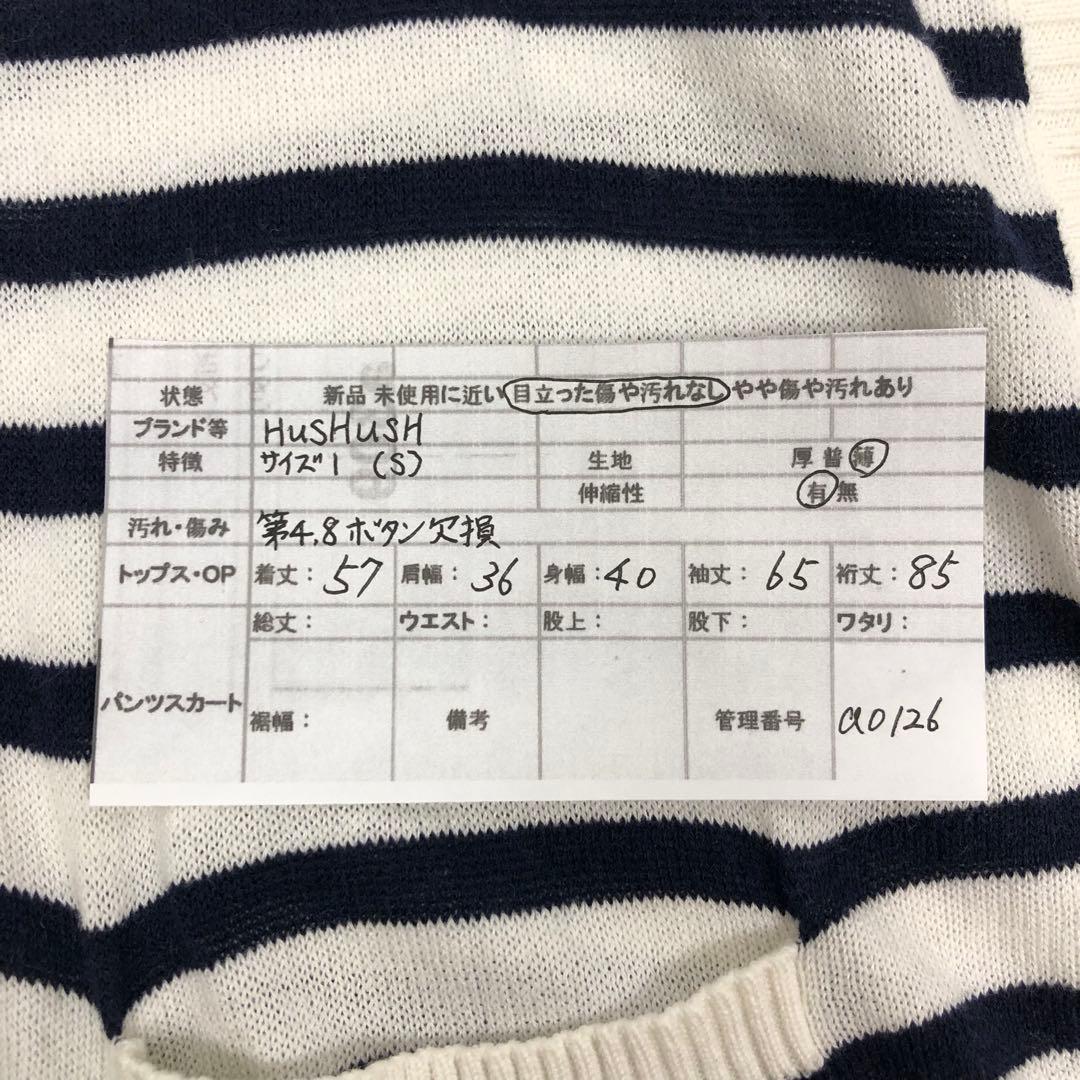 状態 新品 未使用に近い 目立った傷や汚れなし やや傷や汚れあり
ブランド等 HUSHUSH
特徴 サイズ1 (S) 生地 厚 普 薄
伸縮性 有 無
汚れ・傷み 第4,8ボタン欠損
トップス・OP 着丈: 57 肩幅: 36 身幅: 40 袖丈: 65 裄丈: 85
総丈: ウエスト: 股上: 股下: ワタリ:
パンツスカート 裾幅: 備考 管理番号 a0126